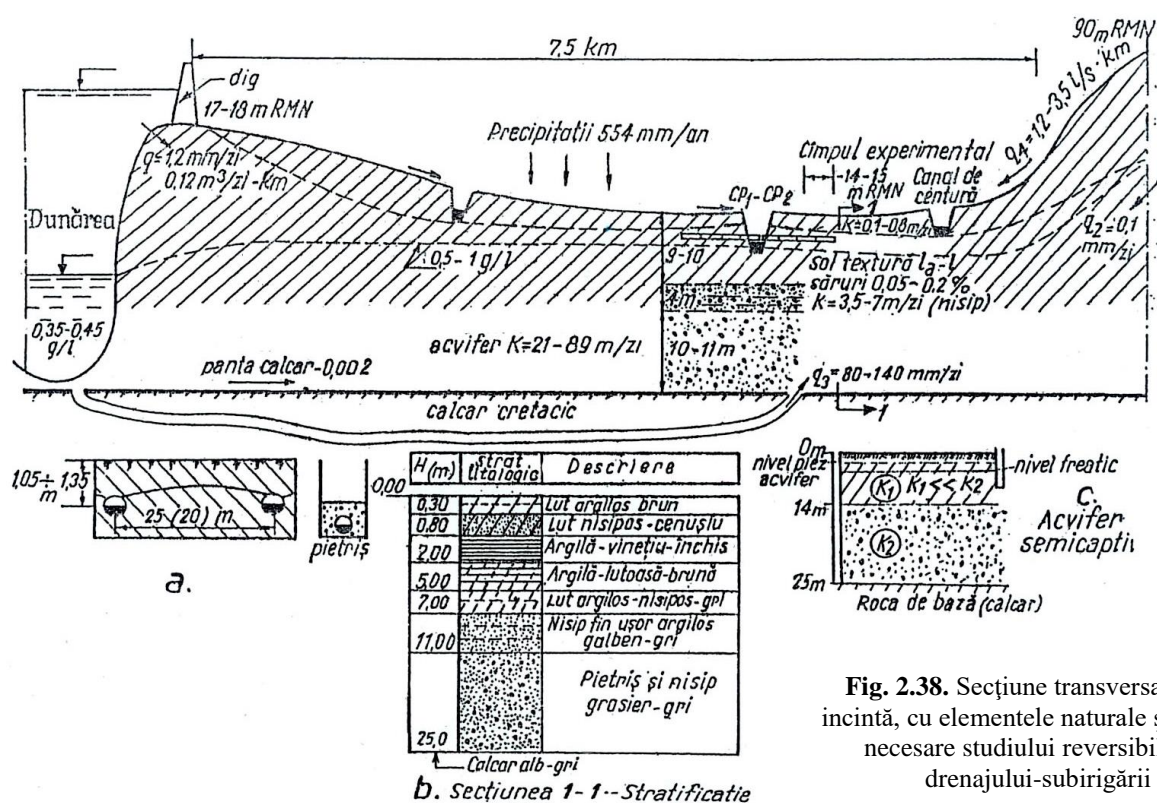 7.5 km
90m RMN
dig
17-18 m RMN
q=1,2 mm/zi
0,12 m³/zi-km
Precipitații 554 mm/an
q4=1,2-3,5 l/s·km
Cîmpul experimental
-14-15
m RMN
Canal de
centură
CP1-CP2
1
Dunărea
K=0,1-0,8m/
q2=0,1
mm/zi
0,5-1 g/l
9-10
Sol textură la-l
săruri 0,05-0,2%
K=3,5-7m/zi (nisip)
1m
0,35-0,45
g/l
acvifer K=21-89 m/zi
10-11m
panta calcar-0,002
q3=80-140 mm/zi
calcar cretacic
1
1,05÷1,35
m
25 (20) m
pietriș
a.
H(m) strat litologic Descriere
0,00
0,30 Lut argilos brun
0,80 Lut nisipos-cenușiu
2,00 Argilă-vinețiu-închis
5,00 Argilă-lutoasă-brună
7,00 Lut argilos-nisipos-gri
11,00 Nisip fin ușor argilos
galben-gri
Pietriș și nisip
grosier-gri
25,0
Calcar alb-gri
b. Secțiunea 1-1--Stratificatie
0m
nivel piez
acvifer
nivel freatic
K1 K1<<K2
14m
K2
25m
Roca de bază (calcar)
c.
Acvifer
semicaptiv
Fig. 2.38. Secțiune transversa
incintă, cu elementele naturale ș
necesare studiului reversibi
drenajului-subirigării